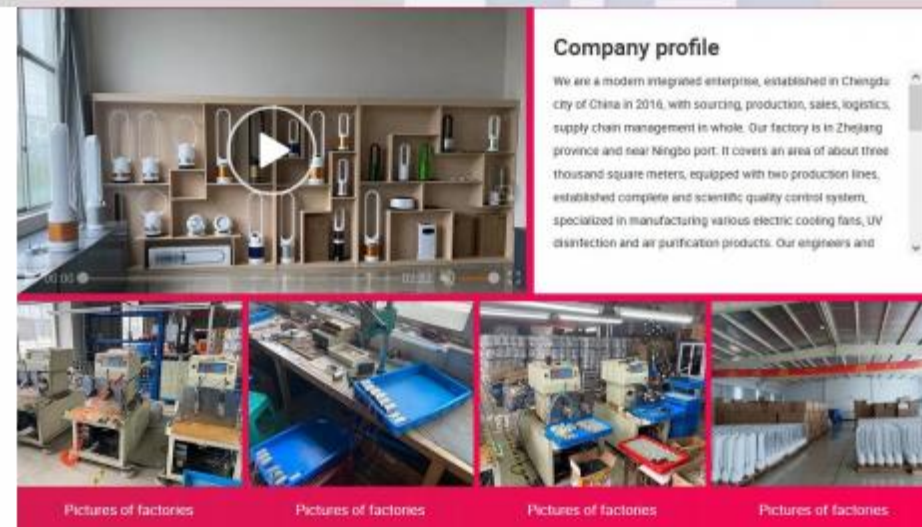 Company profile
We are a modern integrated enterprise, established in Chengdu
city of China in 2016, with sourcing, production, sales, logistics,
supply chain management in whole. Our factory is in Zhejiang
province and near Ningbo port. It covers an area of about three
thousand square meters, equipped with two production lines,
established complete and scientific quality control system,
specialized in manufacturing various electric cooling fans, UV
disinfection and air purification products. Our engineers and
00:00
Pictures of factories
Pictures of factories
Pictures of factories
Pictures of factories